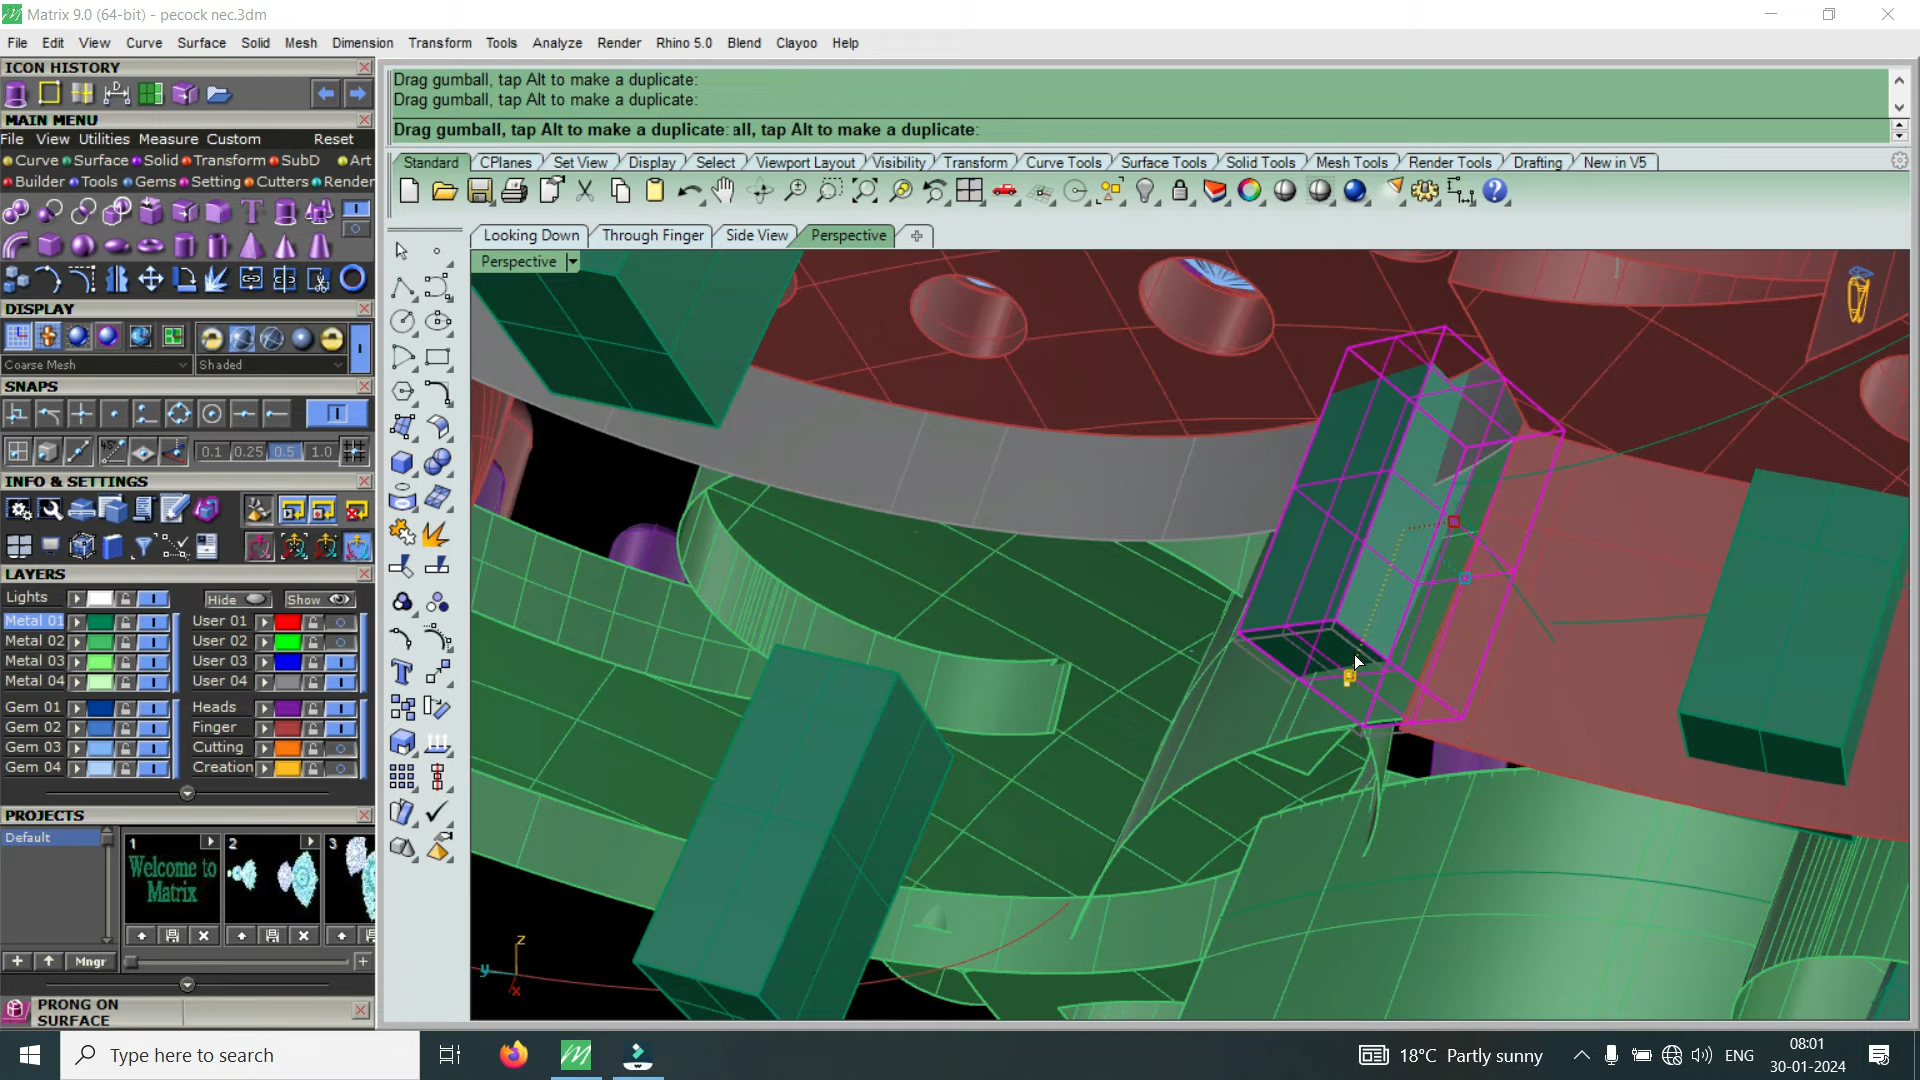 Matrix 9.0 (64-bit) - pecock nec.3dm
File Edit View Curve Surface Solid Mesh Dimension Transform Tools Analyze Render Rhino 5.0 Blend Clayoo Help
ICON HISTORY
MAIN MENU
File View Utilities Measure Custom Reset
Curve Surface Solid Transform SubD Art
Builder Tools Gems Setting Cutters Render
DISPLAY
Coarse Mesh Shaded
SNAPS
0.1 0.25 0.5 1.0
INFO & SETTINGS
LAYERS
Lights Hide Show
Metal 01 User 01
Metal 02 User 02
Metal 03 User 03
Metal 04 User 04
Gem 01 Heads
Gem 02 Finger
Gem 03 Cutting
Gem 04 Creation
PROJECTS
Default
1 2 3
Welcome to
Matrix
Mngr
PRONG ON
SURFACE
Drag gumball, tap Alt to make a duplicate:
Drag gumball, tap Alt to make a duplicate:
Drag gumball, tap Alt to make a duplicate: all, tap Alt to make a duplicate:
Standard CPlanes Set View Display Select Viewport Layout Visibility Transform Curve Tools Surface Tools Solid Tools Mesh Tools Render Tools Drafting New in V5
Looking Down Through Finger Side View Perspective
Perspective
z
y
x
Type here to search
18°C Partly sunny
ENG
08:01
30-01-2024